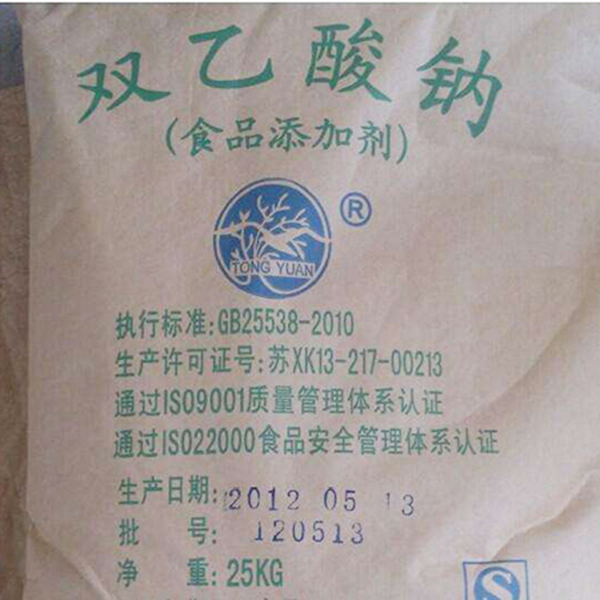 双乙酸钠
(食品添加剂)
®
TONG YUAN
执行标准:GB25538-2010
生产许可证号:苏XK13-217-00213
通过ISO9001质量管理体系认证
通过ISO22000食品安全管理体系认证
生产日期:2012 05 13
批 号: 120513
净 重:25KG